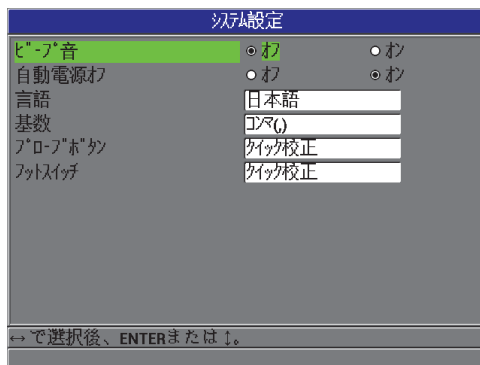 ｼｽﾃﾑ設定
ﾋﾞｰﾌﾟ音 ｵﾌ ｵﾝ
自動電源ｵﾌ ｵﾌ ｵﾝ
言語 日本語
基数 ｺﾝﾏ(,)
ﾌﾟﾛｰﾌﾞﾎﾞﾀﾝ ｸｲｯｸ校正
ﾌｯﾄｽｲｯﾁ ｸｲｯｸ校正
↔ で選択後、ENTERまたは ↕。